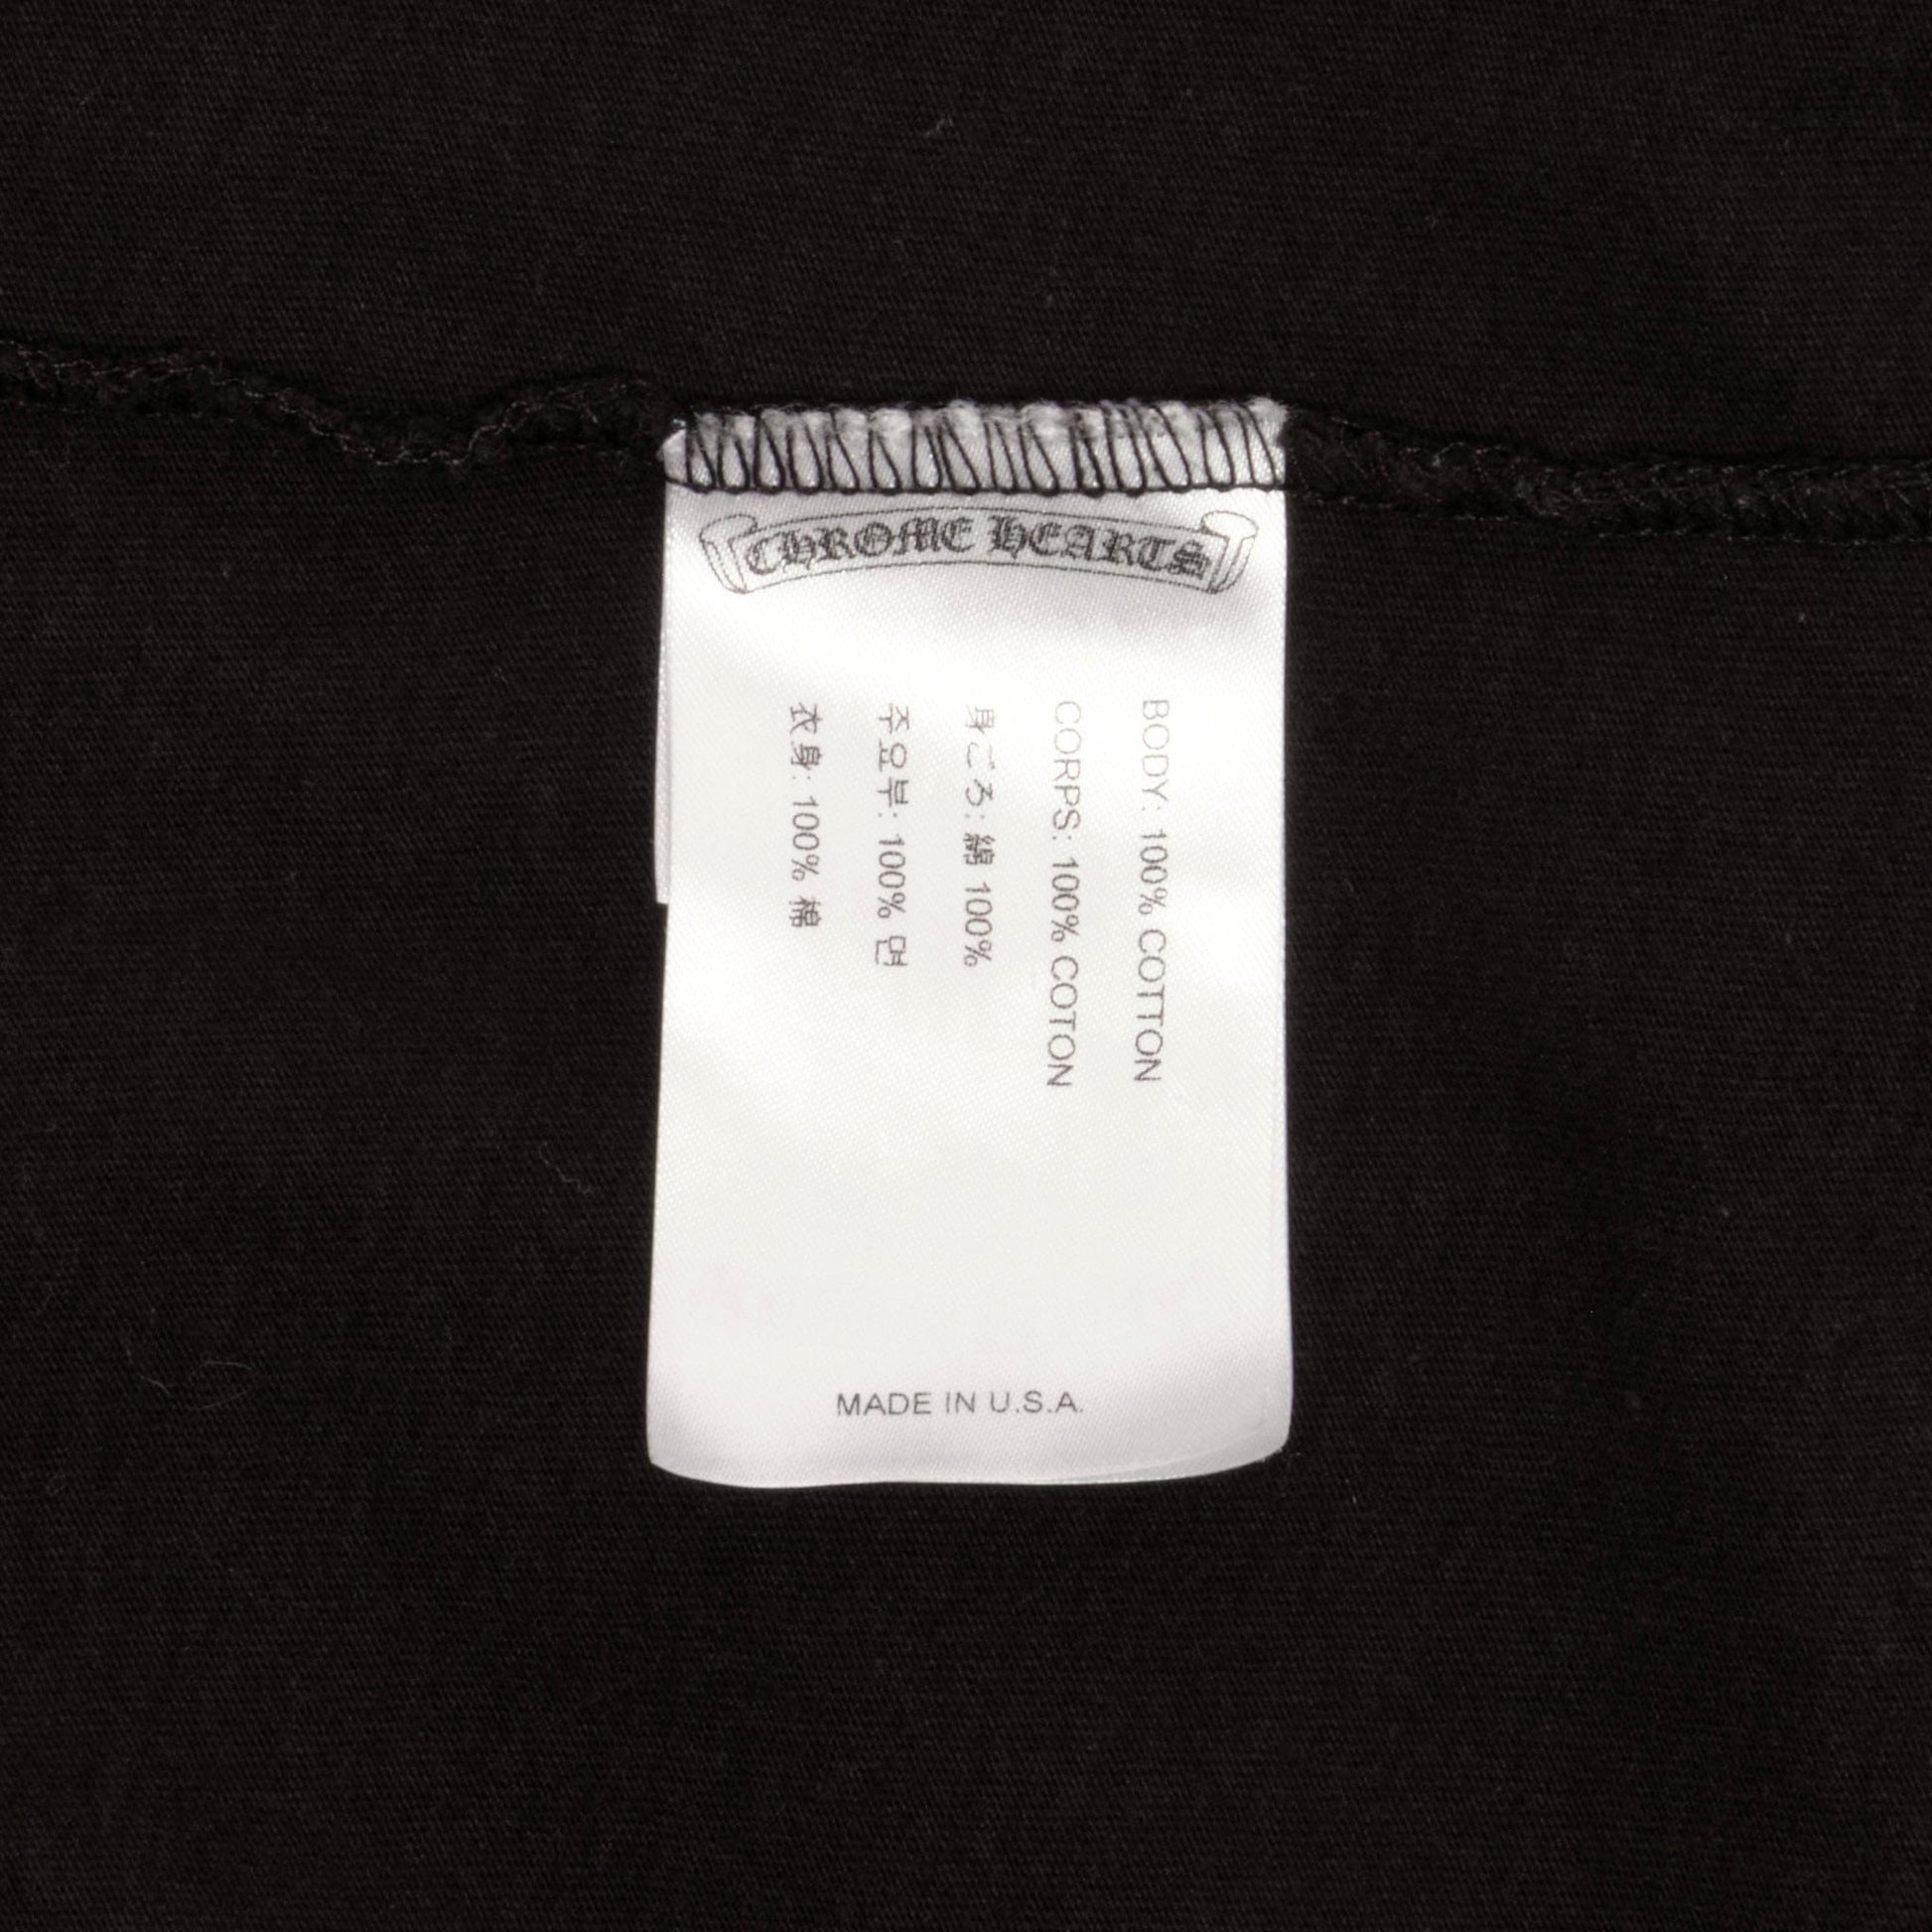 CHROME HEARTS
BODY: 100% COTTON
CORPS: 100% COTON
身ごろ: 綿 100%
주요부: 100% 면
衣身: 100% 棉
MADE IN U.S.A.